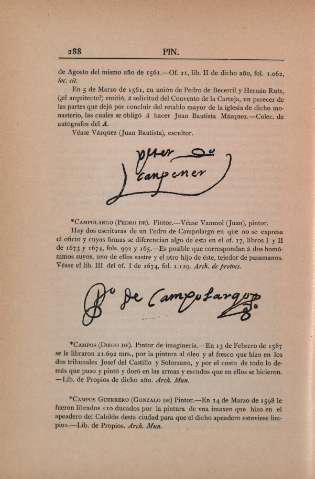 288 PIN.
de Agosto del mismo año de 1561.—Of. 21, lib. II de dicho año, fol. 1.062,
loc. cit.
En 5 de Marzo de 1561, en unión de Pedro de Becerril y Hernán Ruiz,
(¿el arquitecto?) emitió, á solicitud del Convento de la Cartuja, un parecer de
las partes que dejó por concluir del retablo mayor de la iglesia de dicho mo-
nasterio, las cuales se obligó á hacer Juan Bautista Vázquez.—Colec. de
autógrafos del A.
Véase Vázquez (Juan Bautista), escultor.
peter de
canpener
*CAMPOLARGO (PEDRO DE). Pintor.—Véase Vammol (Juan), pintor.
Hay dos escrituras de un Pedro de Campolargo en que no se expresa
el oficio y cuyas firmas se diferencian algo de esta en el of. 17, libros I y II
de 1673 y 1674, fols. 992 y 165.—Es posible que correspondan á dos homó-
nimos suyos, uno de ellos sastre y el otro hijo de éste, tejedor de pasamanos.
Véase el lib. III del of. 1 de 1674, fol. 1.129. Arch. de protocs.
Pº de Campolargo
*CAMPOS (DIEGO DE). Pintor de imaginería.—En 13 de Febrero de 1587
se le libraron 21.692 mrs., por la pintura al óleo y al fresco que hizo en los
dos tribunales Josef del Castillo y Solorzano, y por el costo de todo lo de-
más que puso y pintó y doró en las armas y escudos que en ellos se hicieron.
—Lib. de Propios de dicho año. Arch. Mun.
*CAMPOS GUERRERO (GONZALO DE) Pintor.—En 14 de Marzo de 1598 le
fueron librados 110 ducados por la pintura de vna imaxen que hizo en el
apeadero del Cabildo desta ciudad para que el dicho apeadero estoviese lim-
pio.—Lib. de Propios. Arch. Mun.